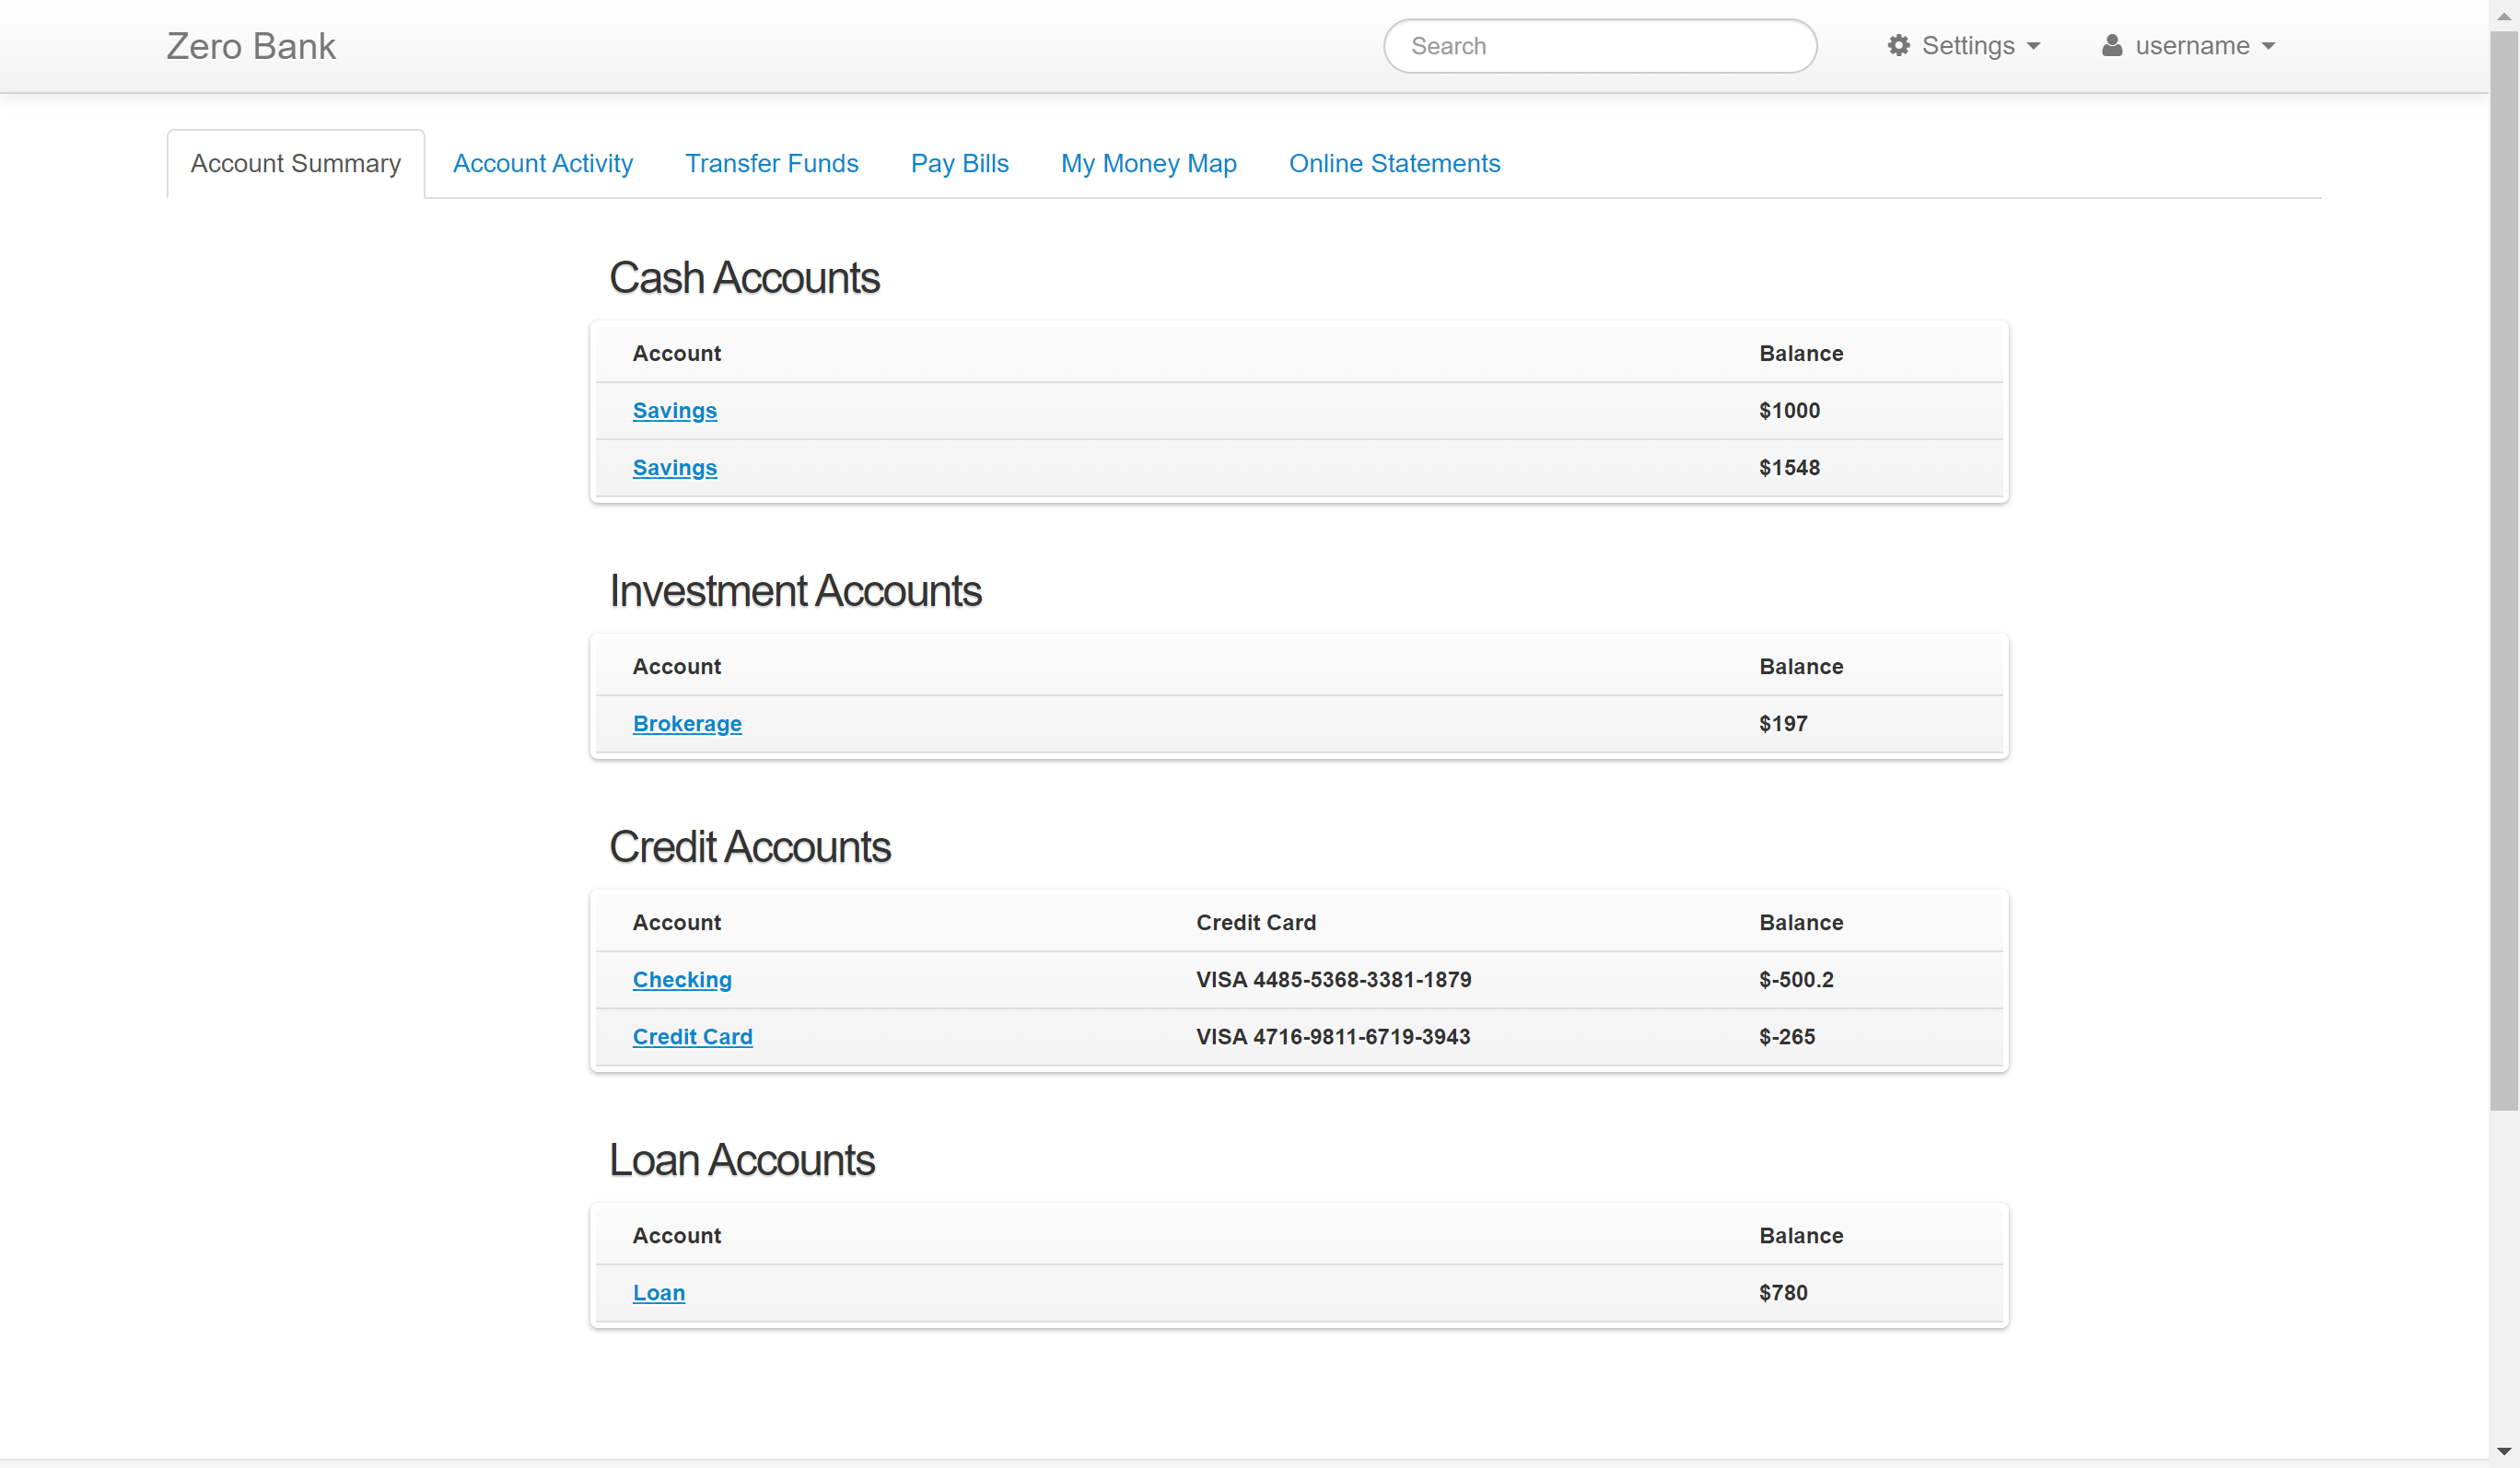 Zero Bank
Search
Settings
username
Account Summary Account Activity Transfer Funds Pay Bills My Money Map Online Statements
Cash Accounts
Account Balance
Savings $1000
Savings $1548
Investment Accounts
Account Balance
Brokerage $197
Credit Accounts
Account Credit Card Balance
Checking VISA 4485-5368-3381-1879 $-500.2
Credit Card VISA 4716-9811-6719-3943 $-265
Loan Accounts
Account Balance
Loan $780